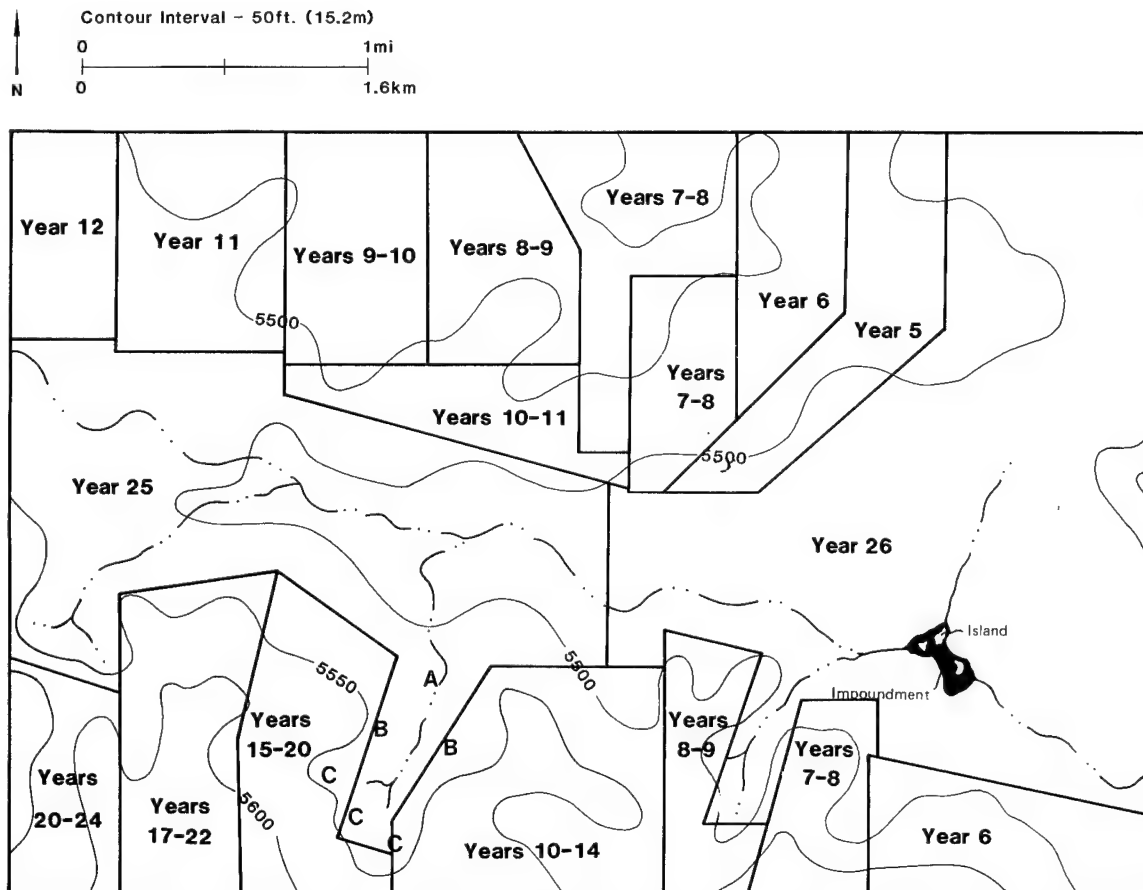 Contour Interval - 50ft. (15.2m)
0 1mi
N 0 1.6km
Year 12
Year 11
Years 9-10
Years 8-9
Years 7-8
Year 6
Year 5
5500
Years
7-8
Years 10-11
5500
Year 25
Year 26
Island
Impoundment
5550
5500
A
B
B
C
C
C
Years
15-20
5600
Years
8-9
Years
7-8
Years
20-24
Years
17-22
Years 10-14
Year 6